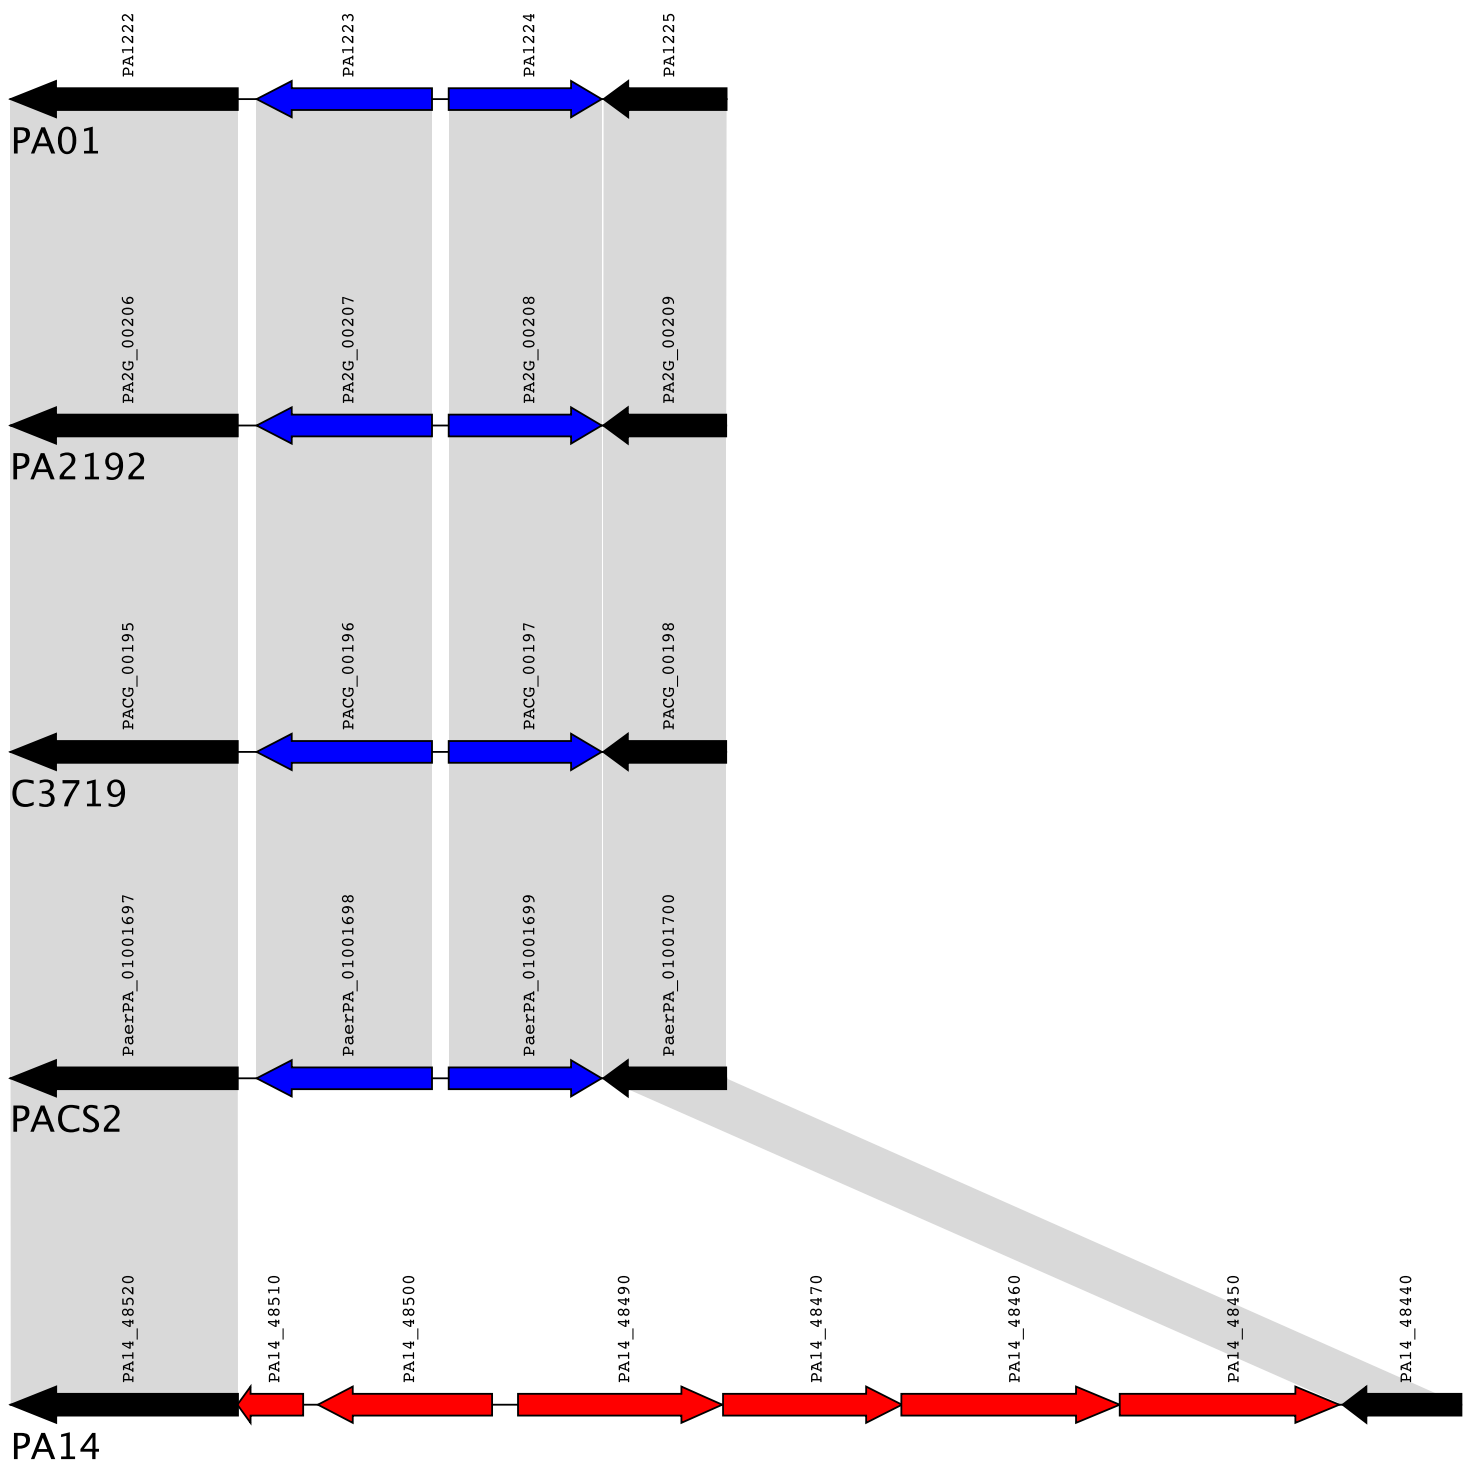 PA1222
PA1223
PA1224
PA1225
PA01
PA2G_00206
PA2G_00207
PA2G_00208
PA2G_00209
PA2192
PACG_00195
PACG_00196
PACG_00197
PACG_00198
C3719
PaerPA_01001697
PaerPA_01001698
PaerPA_01001699
PaerPA_01001700
PACS2
PA14_48520
PA14_48510
PA14_48500
PA14_48490
PA14_48470
PA14_48460
PA14_48450
PA14_48440
PA14